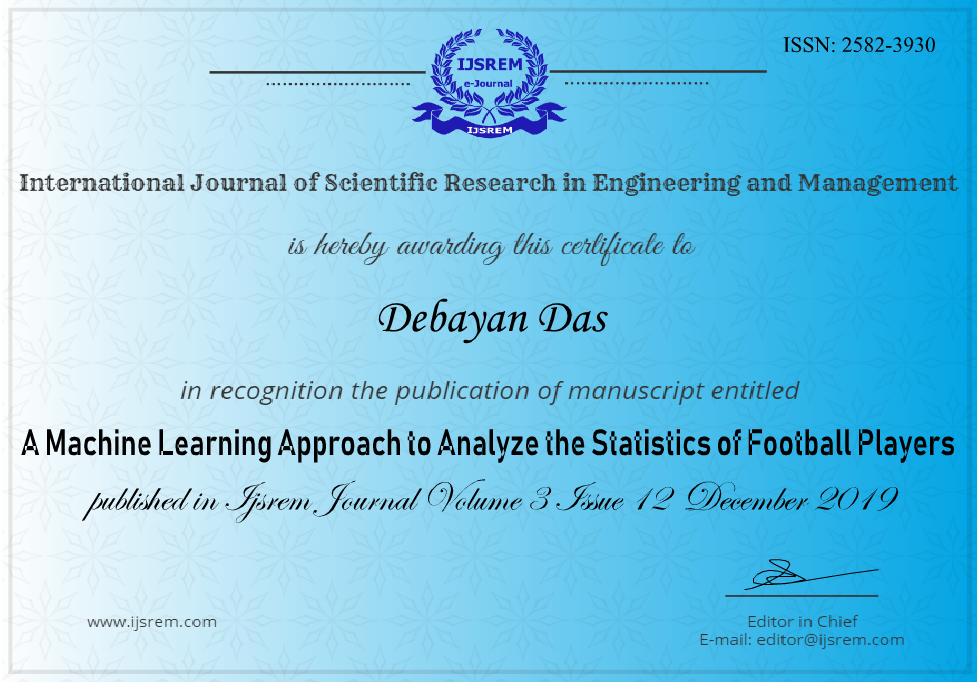 ISSN: 2582-3930
IJSREM
e-Journal
IJSREM
International Journal of Scientific Research in Engineering and Management
is hereby awarding this certificate to
Debayan Das
in recognition the publication of manuscript entitled
A Machine Learning Approach to Analyze the Statistics of Football Players
published in Ijsrem Journal Volume 3 Issue 12 December 2019
www.ijsrem.com
Editor in Chief
E-mail: editor@ijsrem.com